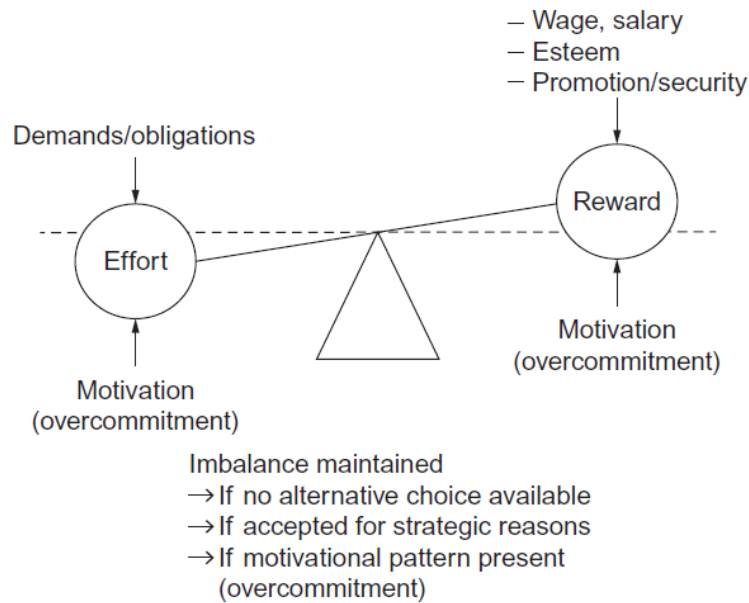 – Wage, salary
– Esteem
– Promotion/security
Demands/obligations
Reward
Effort
Motivation
(overcommitment)
Motivation
(overcommitment)
Imbalance maintained
→ If no alternative choice available
→ If accepted for strategic reasons
→ If motivational pattern present
(overcommitment)